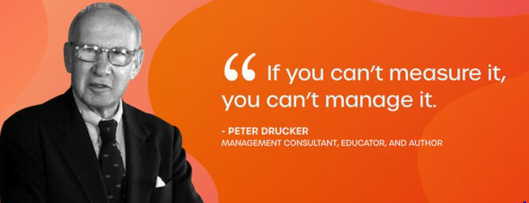 “ If you can’t measure it,
you can’t manage it.
- PETER DRUCKER
MANAGEMENT CONSULTANT, EDUCATOR, AND AUTHOR